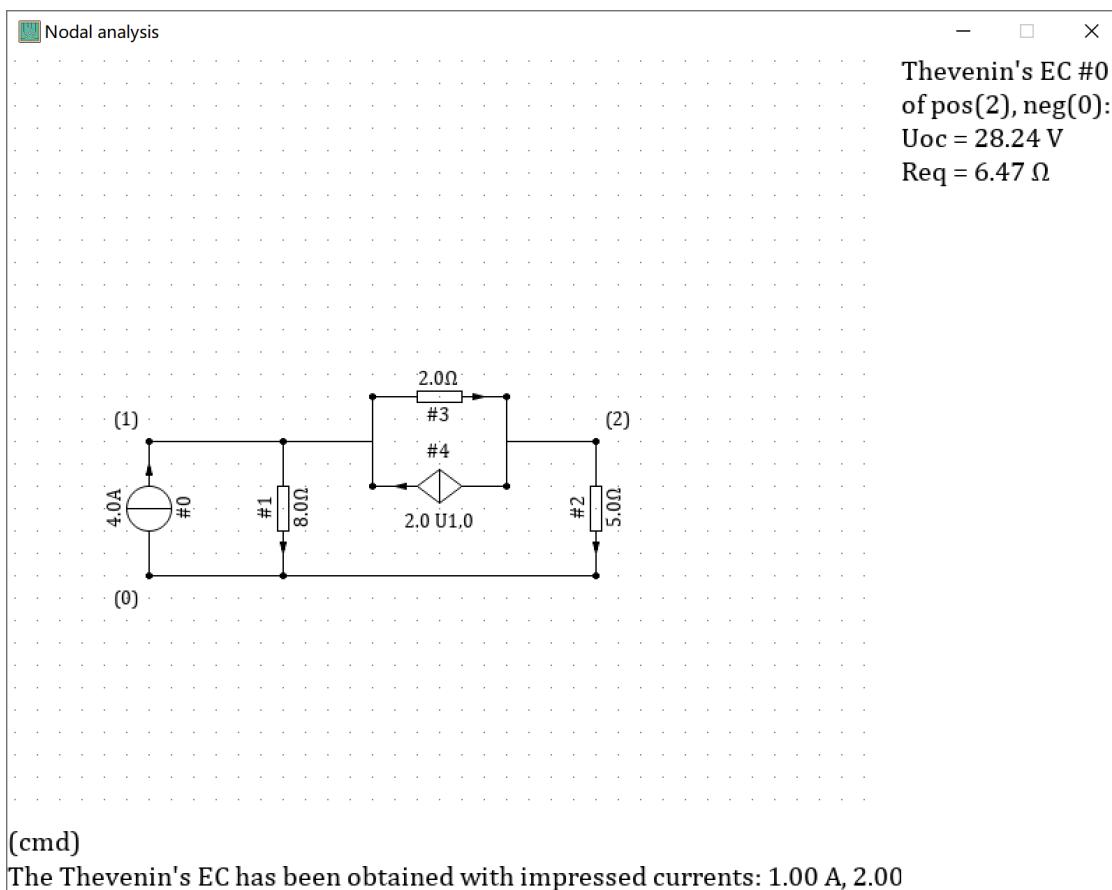 Nodal analysis
Thevenin's EC #0
of pos(2), neg(0):
Uoc = 28.24 V
Req = 6.47 Ω
2.0Ω
#3
(1)
(2)
#4
4.0A
#0
#1
8.0Ω
2.0 U1,0
#2
5.0Ω
(0)
(cmd)
The Thevenin's EC has been obtained with impressed currents: 1.00 A, 2.00